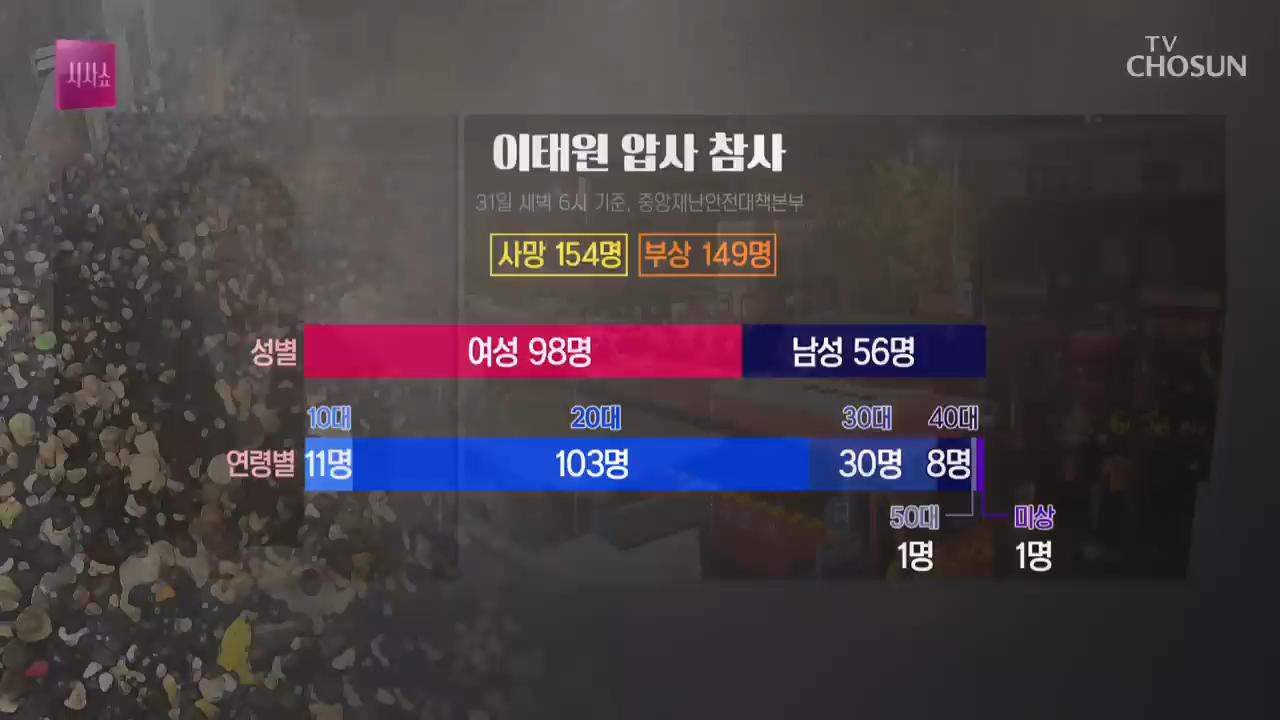 시사쇼
TV
CHOSUN
이태원 압사 참사
31일 새벽 6시 기준, 중앙재난안전대책본부
사망 154명 부상 149명
성별 여성 98명 남성 56명
10대 20대 30대 40대
연령별 11명 103명 30명 8명
50대 미상
1명 1명